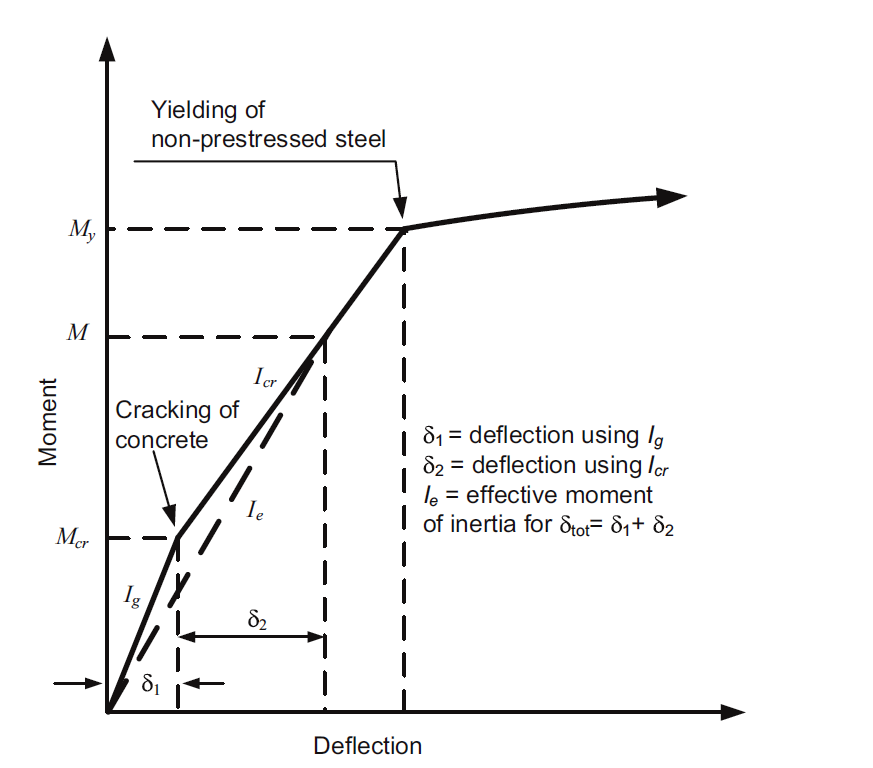 Yielding of
non-prestressed steel
My
M
Icr
Cracking of
concrete
Moment
δ1 = deflection using Ig
δ2 = deflection using Icr
Ie = effective moment
of inertia for δtot= δ1+ δ2
Ie
Mcr
Ig
δ2
δ1
Deflection